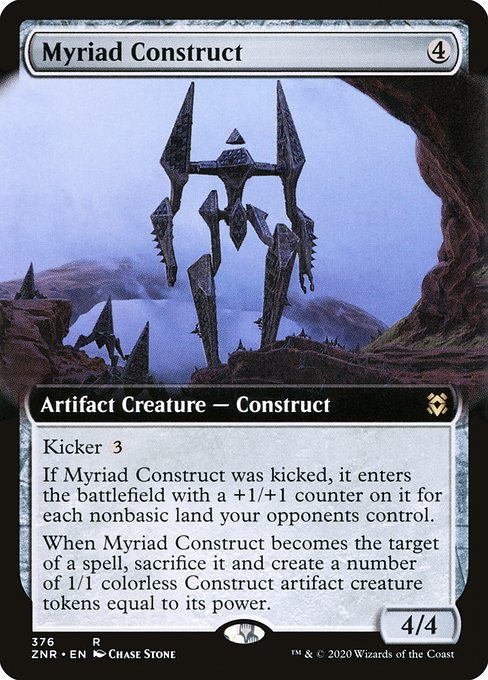 Myriad Construct 4
Artifact Creature — Construct
Kicker 3
If Myriad Construct was kicked, it enters
the battlefield with a +1/+1 counter on it for
each nonbasic land your opponents control.
When Myriad Construct becomes the target
of a spell, sacrifice it and create a number
of 1/1 colorless Construct artifact creature
tokens equal to its power.
4/4
376 R
ZNR • EN Chase Stone
™ & © 2020 Wizards of the Coast